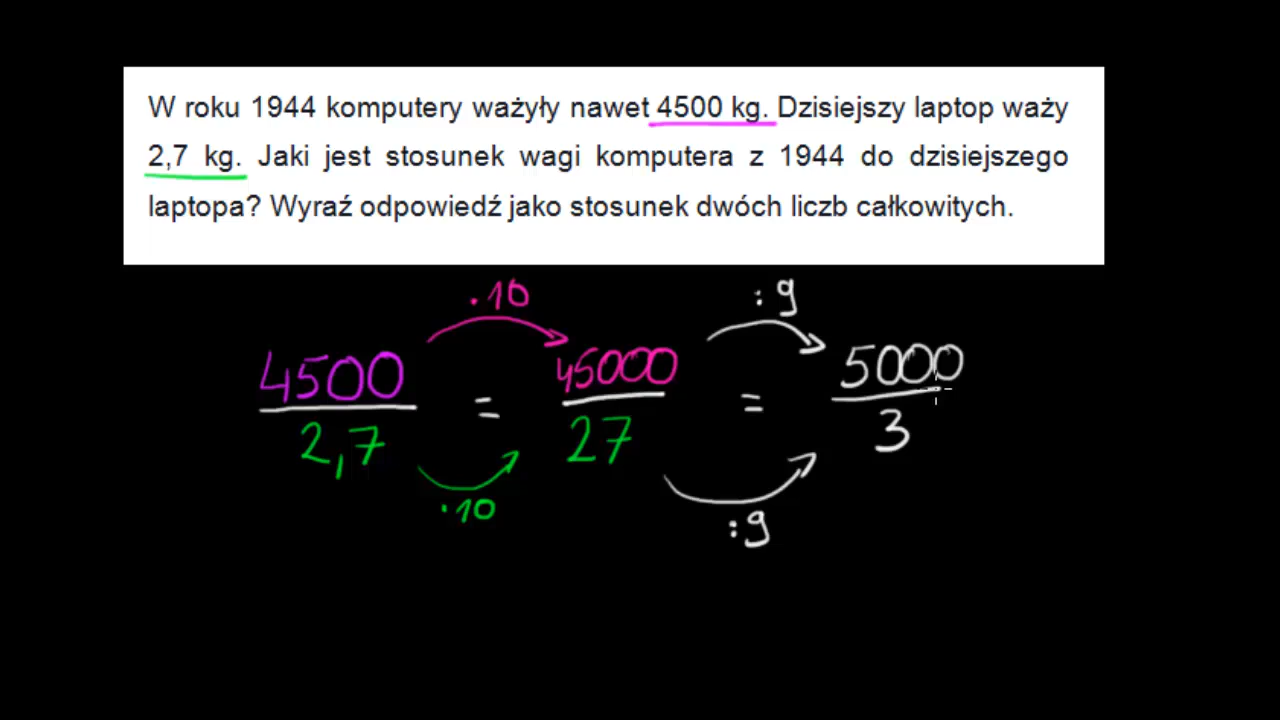 W roku 1944 komputery ważyły nawet 4500 kg. Dzisiejszy laptop waży
2,7 kg. Jaki jest stosunek wagi komputera z 1944 do dzisiejszego
laptopa? Wyraź odpowiedź jako stosunek dwóch liczb całkowitych.
·10 :9
4500 45000 5000
= =
2,7 27 3
·10 :9